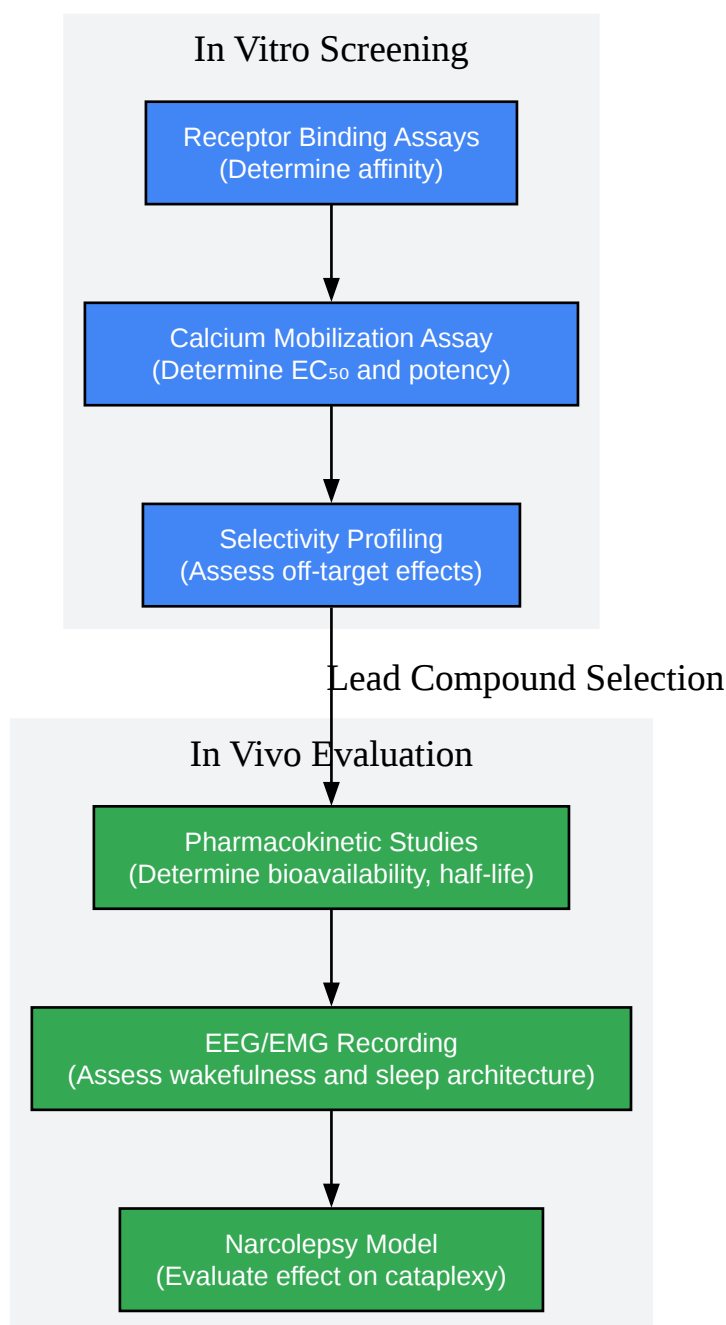 In Vitro Screening
Receptor Binding Assays
(Determine affinity)
Calcium Mobilization Assay
(Determine EC₅₀ and potency)
Selectivity Profiling
(Assess off-target effects)
Lead Compound Selection
In Vivo Evaluation
Pharmacokinetic Studies
(Determine bioavailability, half-life)
EEG/EMG Recording
(Assess wakefulness and sleep architecture)
Narcolepsy Model
(Evaluate effect on cataplexy)